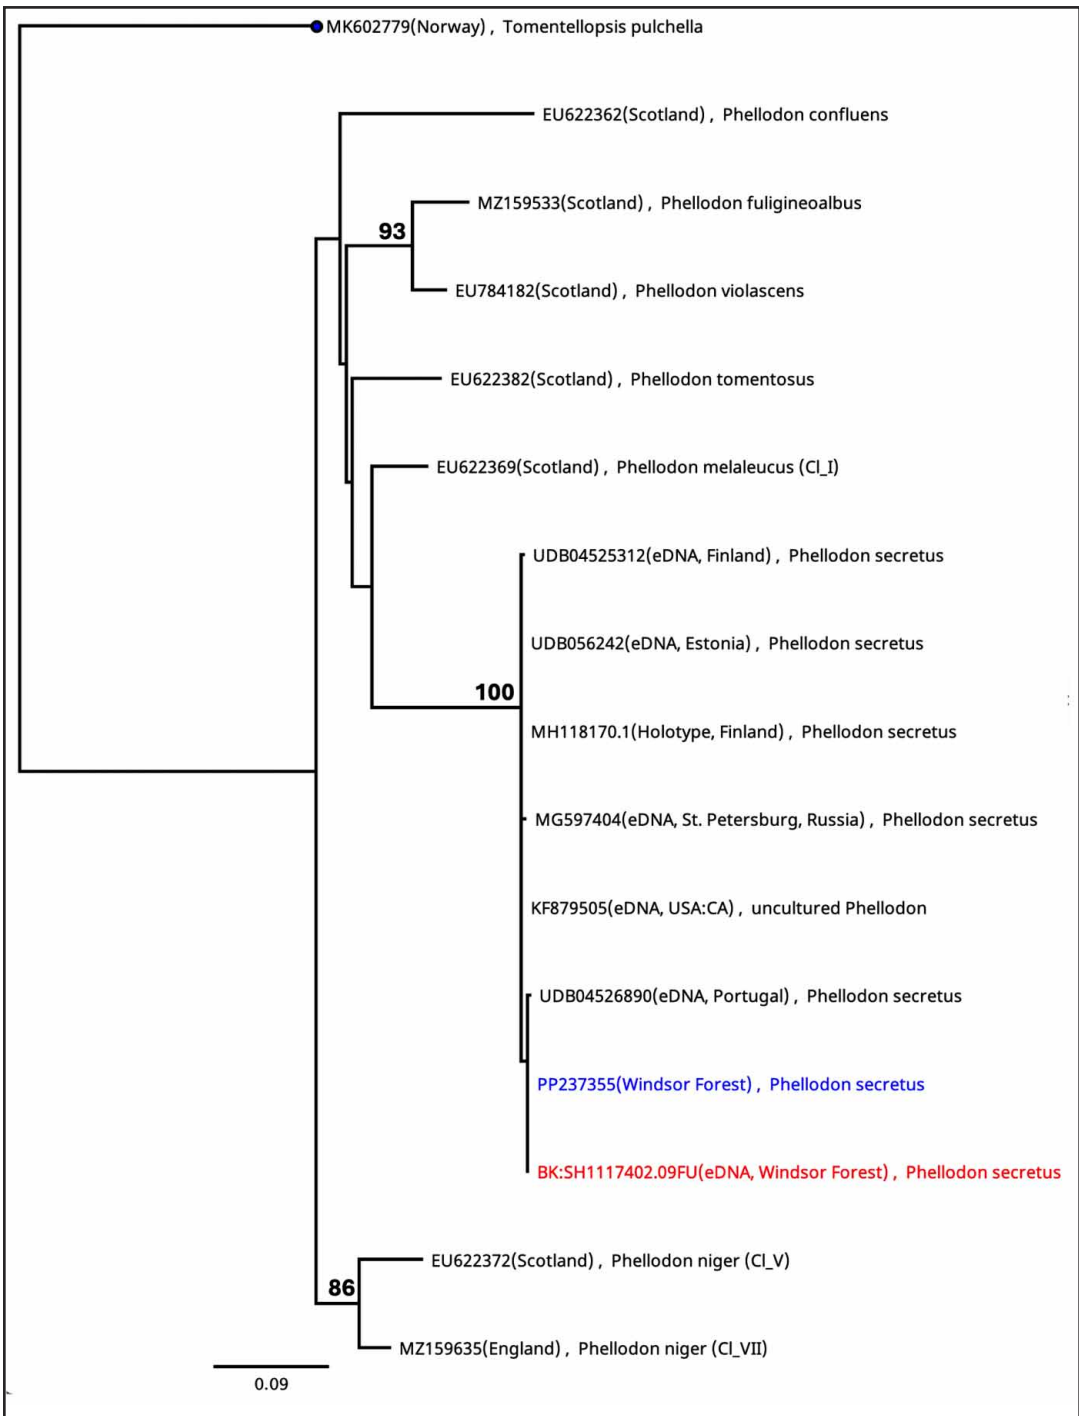 MK602779(Norway) , Tomentellopsis pulchella
EU622362(Scotland) , Phellodon confluens
MZ159533(Scotland) , Phellodon fuligineoalbus
93
EU784182(Scotland) , Phellodon violascens
EU622382(Scotland) , Phellodon tomentosus
EU622369(Scotland) , Phellodon melaleucus (Cl_I)
UDB04525312(eDNA, Finland) , Phellodon secretus
UDB056242(eDNA, Estonia) , Phellodon secretus
100
MH118170.1(Holotype, Finland) , Phellodon secretus
MG597404(eDNA, St. Petersburg, Russia) , Phellodon secretus
KF879505(eDNA, USA:CA) , uncultured Phellodon
UDB04526890(eDNA, Portugal) , Phellodon secretus
PP237355(Windsor Forest) , Phellodon secretus
BK:SH1117402.09FU(eDNA, Windsor Forest) , Phellodon secretus
EU622372(Scotland) , Phellodon niger (Cl_V)
86
MZ159635(England) , Phellodon niger (Cl_VII)
0.09